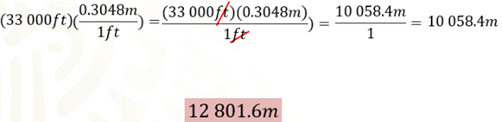 (33 000ft)(0.3048m/1ft) = (33 000ft)(0.3048m)/1ft) = 10 058.4m/1 = 10 058.4m
12 801.6m